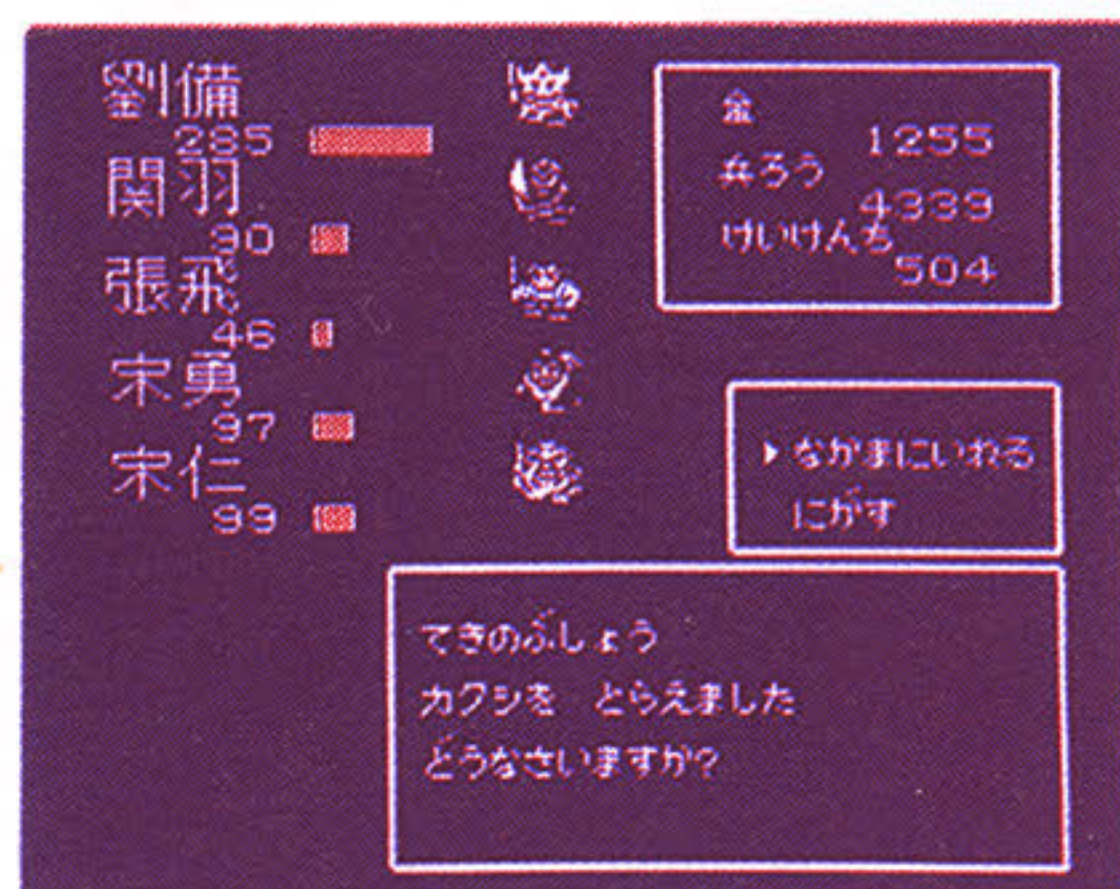 劉備
285
関羽
90
張飛
46
宋勇
97
宋仁
99
金
1255
兵ろう
4339
けいけんち
504
▶なかまにいれる
にがす
てきのぶしょう
カクシを とらえました
どうなさいますか?